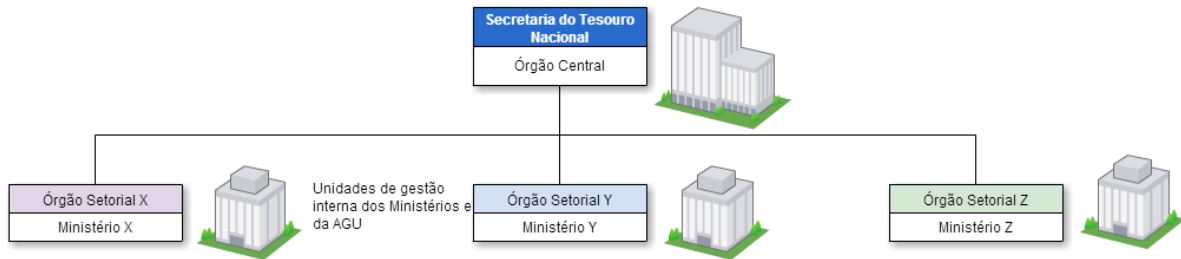 Secretaria do Tesouro
Nacional
Órgão Central
Órgão Setorial X
Ministério X
Unidades de gestão
interna dos Ministérios e
da AGU
Órgão Setorial Y
Ministério Y
Órgão Setorial Z
Ministério Z